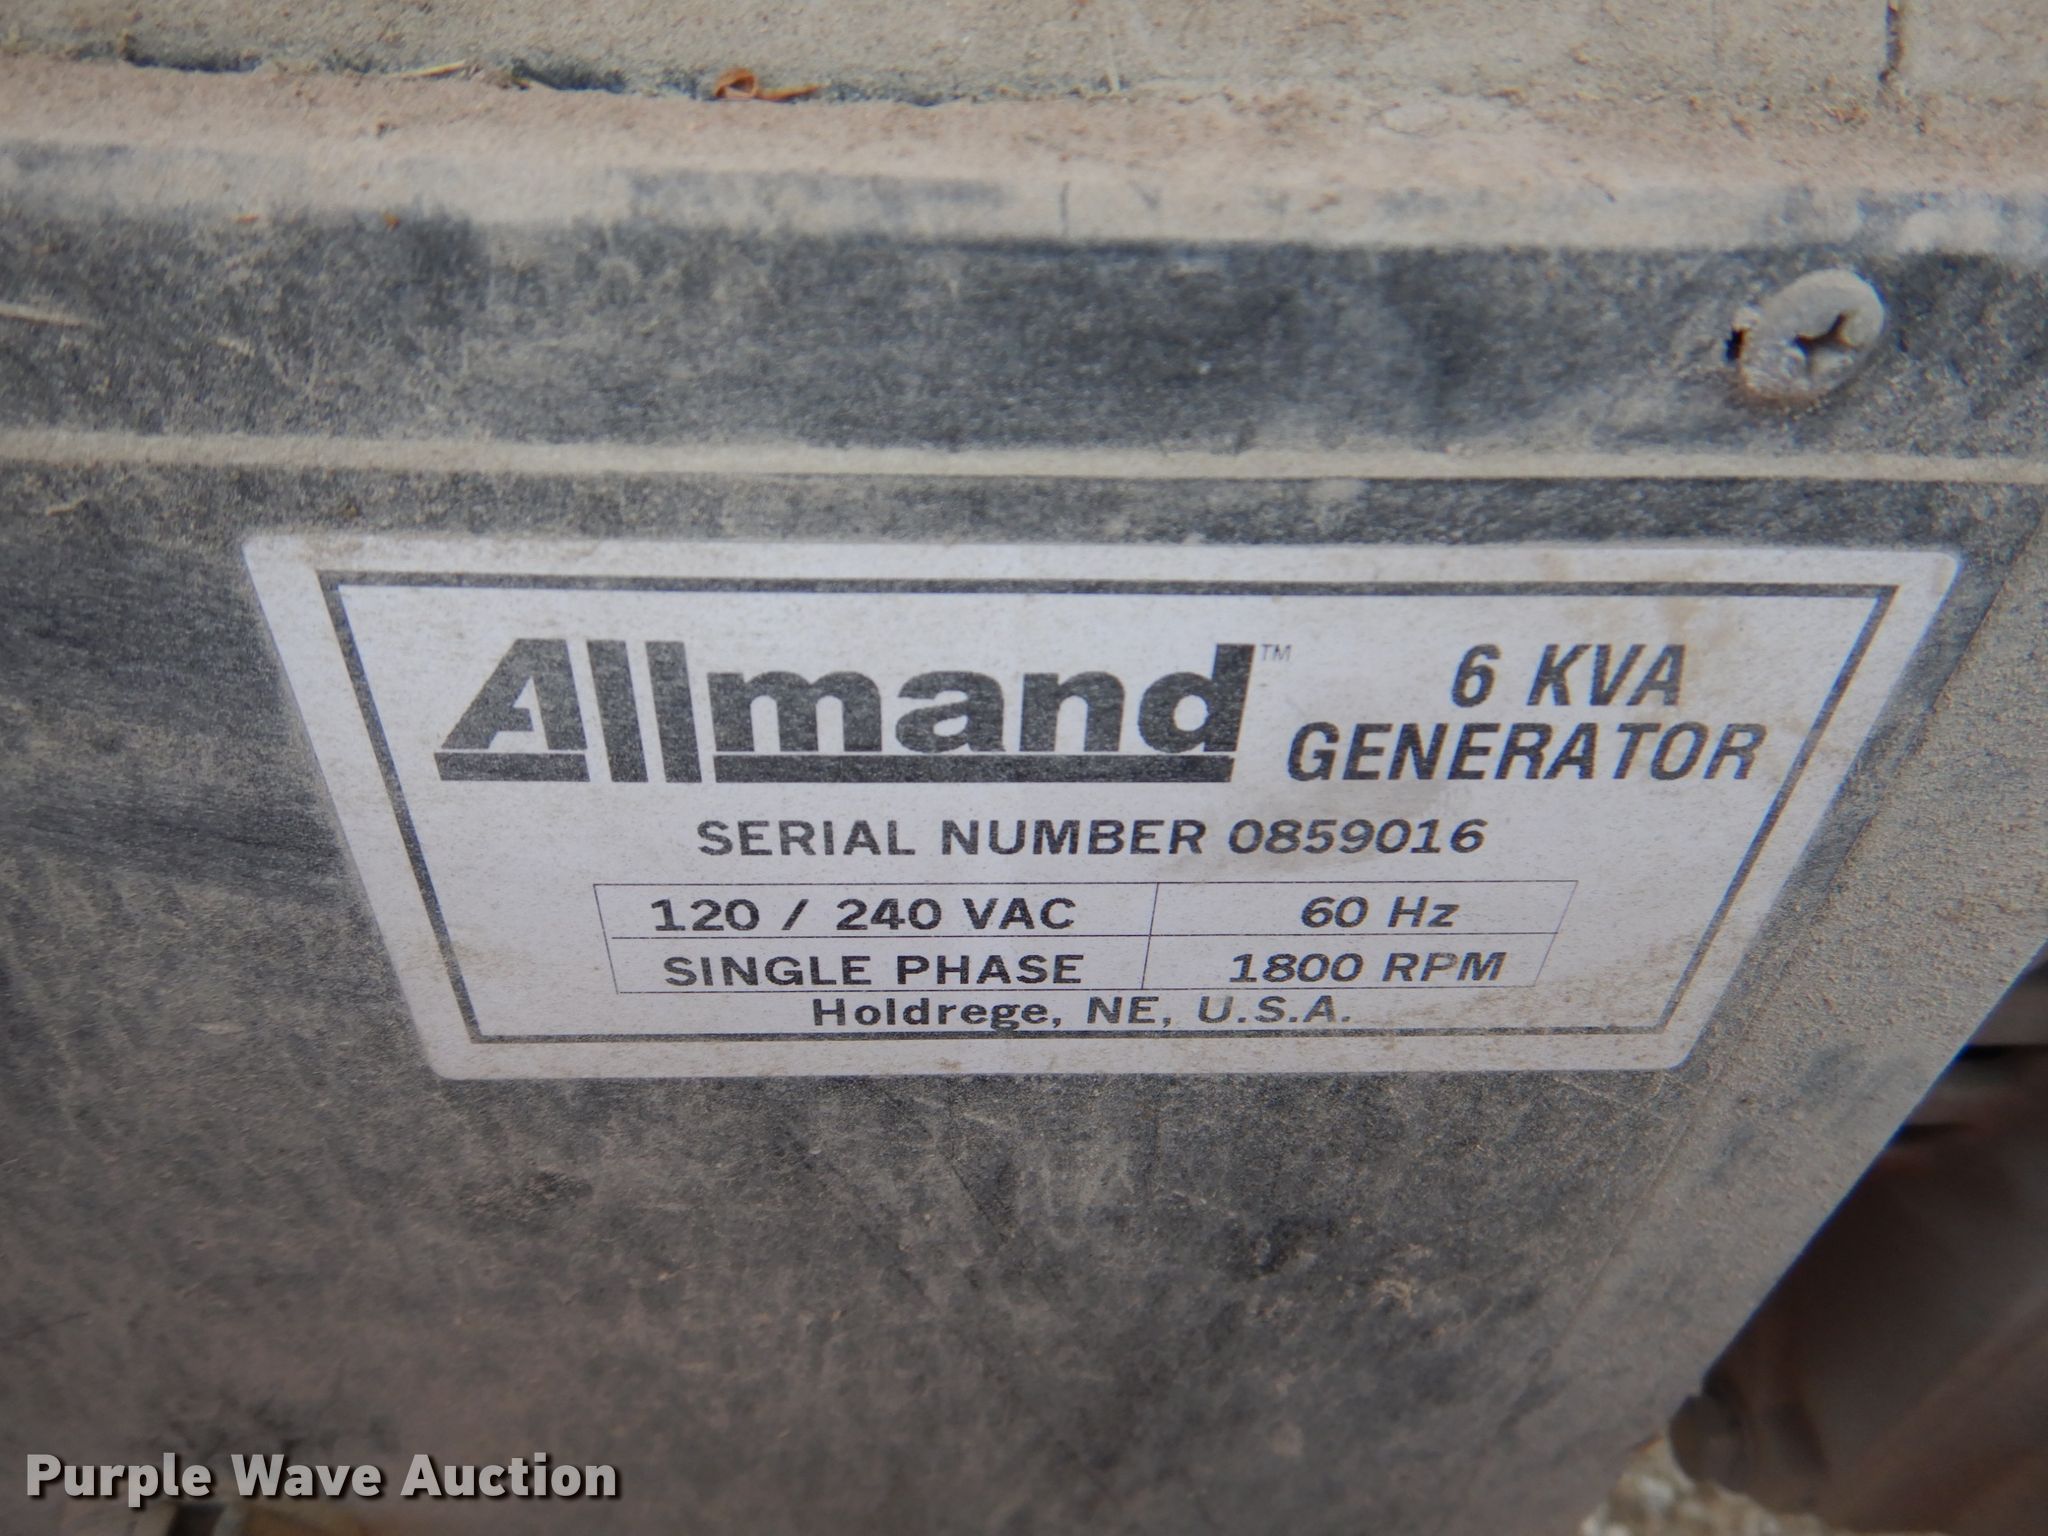 Allmand™ 6 KVA
GENERATOR
SERIAL NUMBER 0859016
120 / 240 VAC 60 Hz
SINGLE PHASE 1800 RPM
Holdrege, NE, U.S.A.
Purple Wave Auction